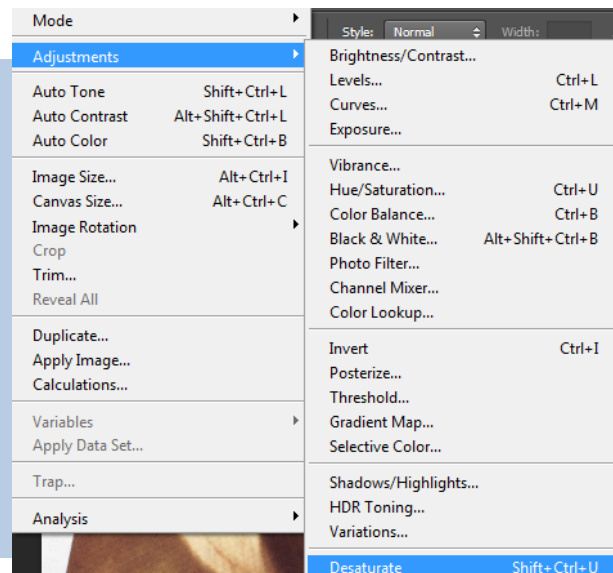 Mode
Adjustments
Auto Tone Shift+Ctrl+L
Auto Contrast Alt+Shift+Ctrl+L
Auto Color Shift+Ctrl+B
Image Size... Alt+Ctrl+I
Canvas Size... Alt+Ctrl+C
Image Rotation
Crop
Trim...
Reveal All
Duplicate...
Apply Image...
Calculations...
Variables
Apply Data Set...
Trap...
Analysis
Style: Normal Width:
Brightness/Contrast...
Levels... Ctrl+L
Curves... Ctrl+M
Exposure...
Vibrance...
Hue/Saturation... Ctrl+U
Color Balance... Ctrl+B
Black & White... Alt+Shift+Ctrl+B
Photo Filter...
Channel Mixer...
Color Lookup...
Invert Ctrl+I
Posterize...
Threshold...
Gradient Map...
Selective Color...
Shadows/Highlights...
HDR Toning...
Variations...
Desaturate Shift+Ctrl+U